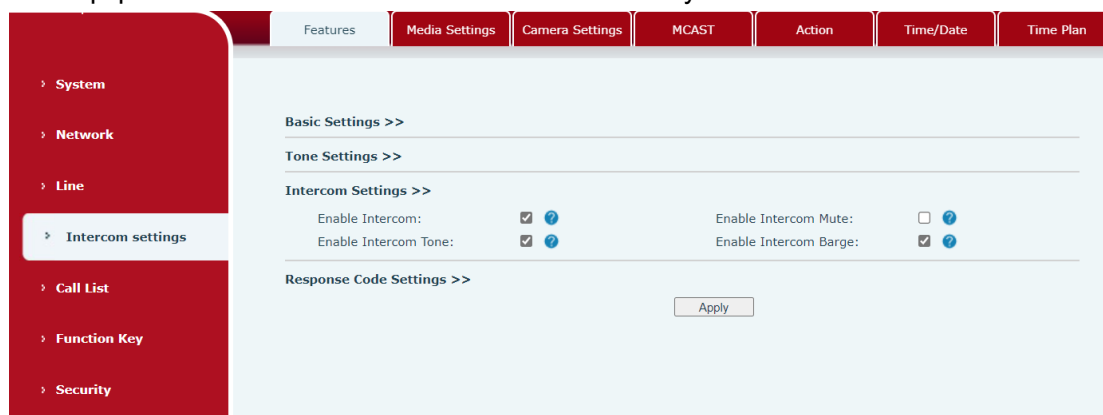 Features Media Settings Camera Settings MCAST Action Time/Date Time Plan
System
Network
Line
Intercom settings
Call List
Function Key
Security
Basic Settings >>
Tone Settings >>
Intercom Settings >>
Enable Intercom: Enable Intercom Mute:
Enable Intercom Tone: Enable Intercom Barge:
Response Code Settings >>
Apply